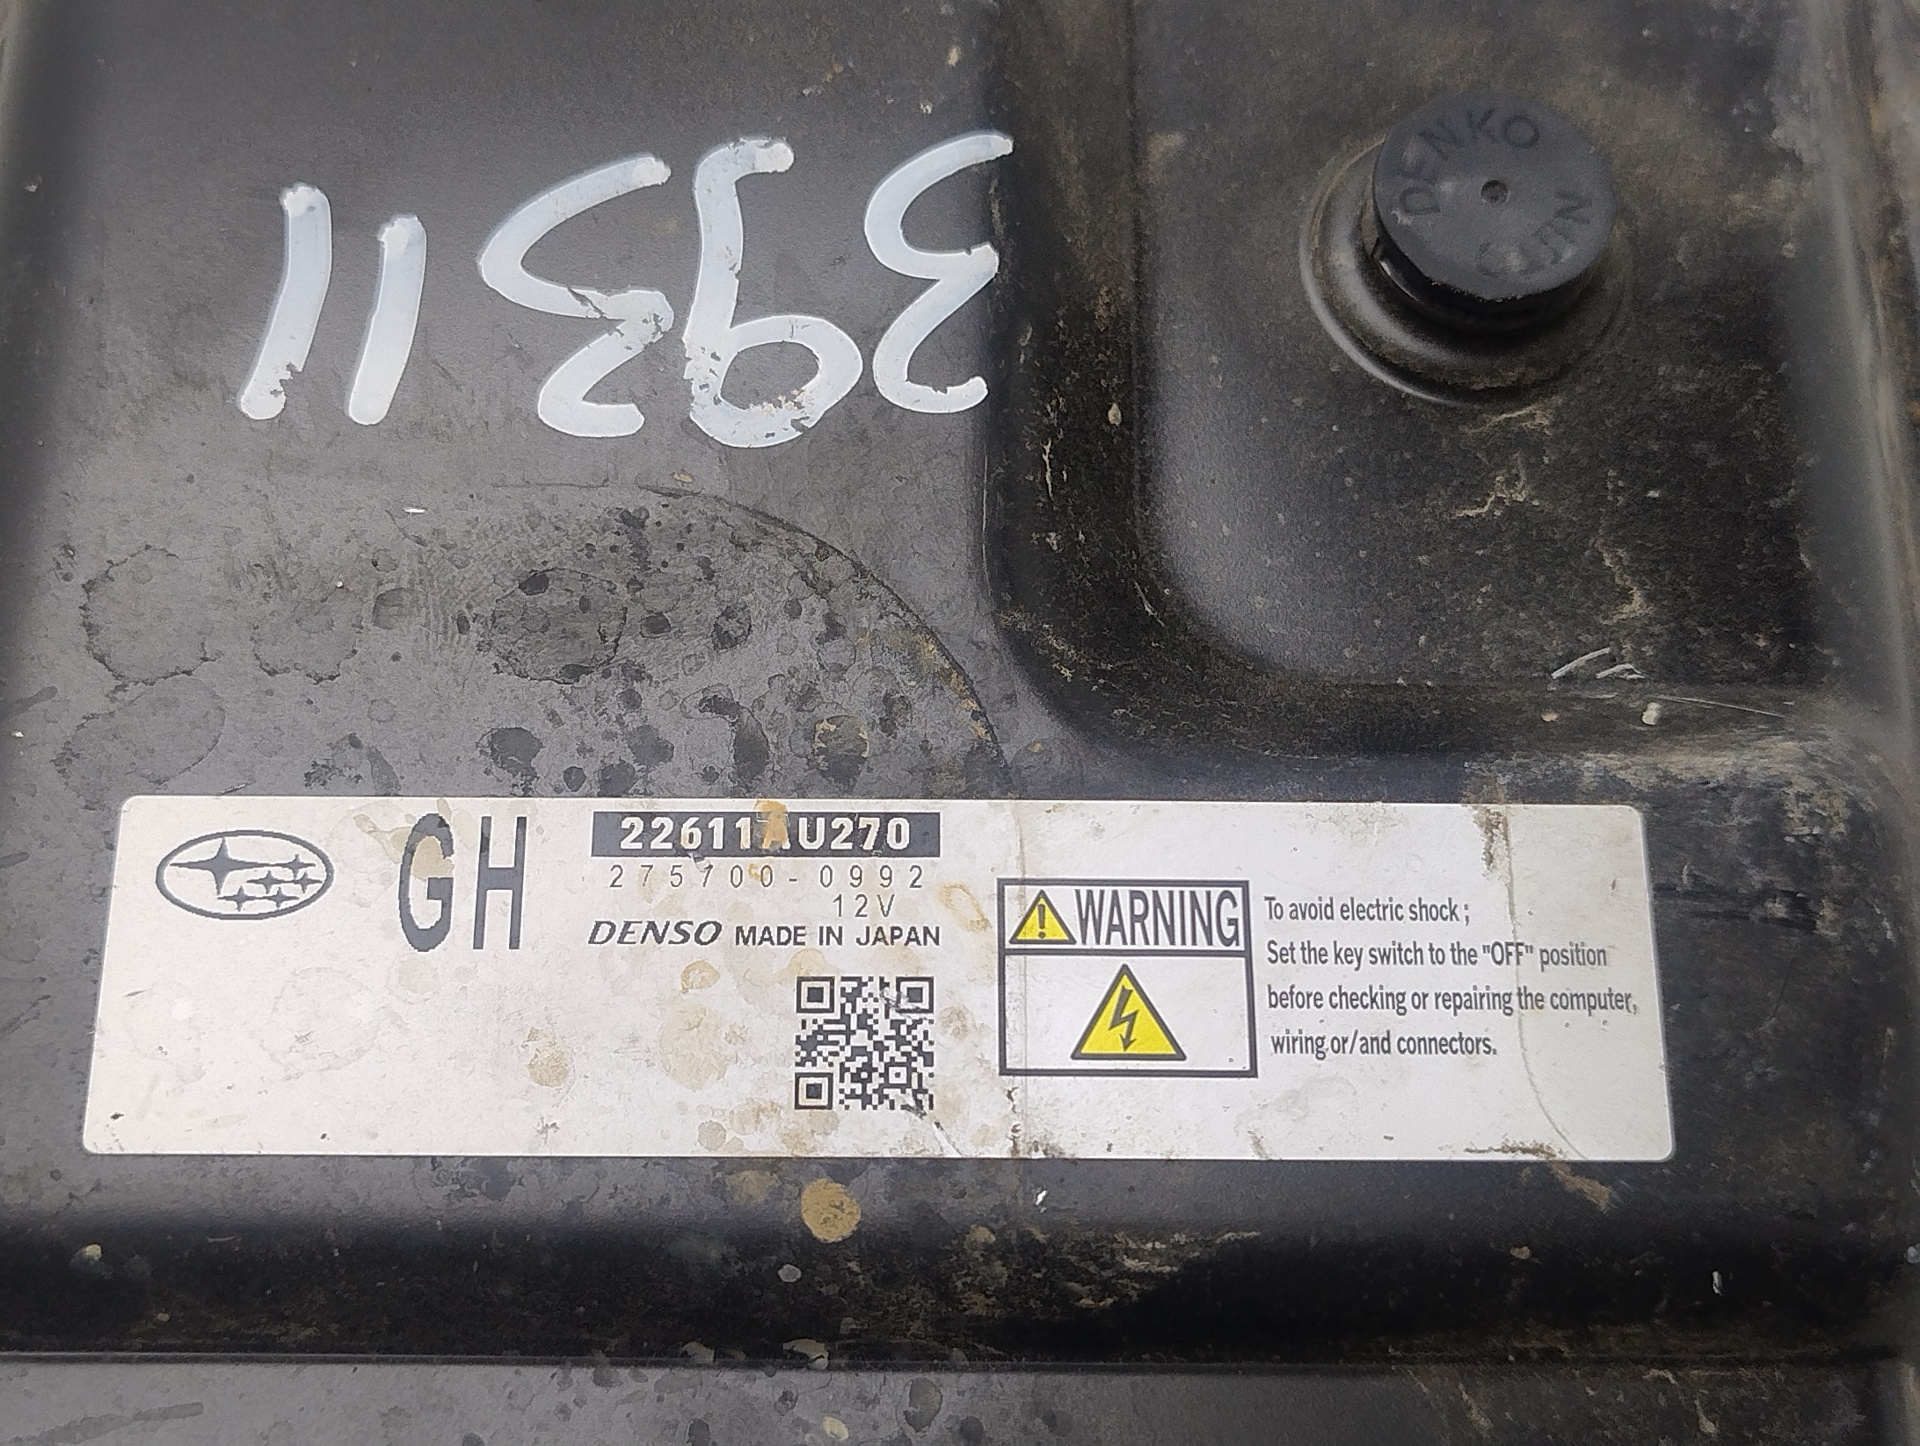 39311
DENKO
GH
22611AU270
275700-0992
12V
DENSO MADE IN JAPAN
WARNING
To avoid electric shock ;
Set the key switch to the "OFF" position
before checking or repairing the computer,
wiring or/and connectors.